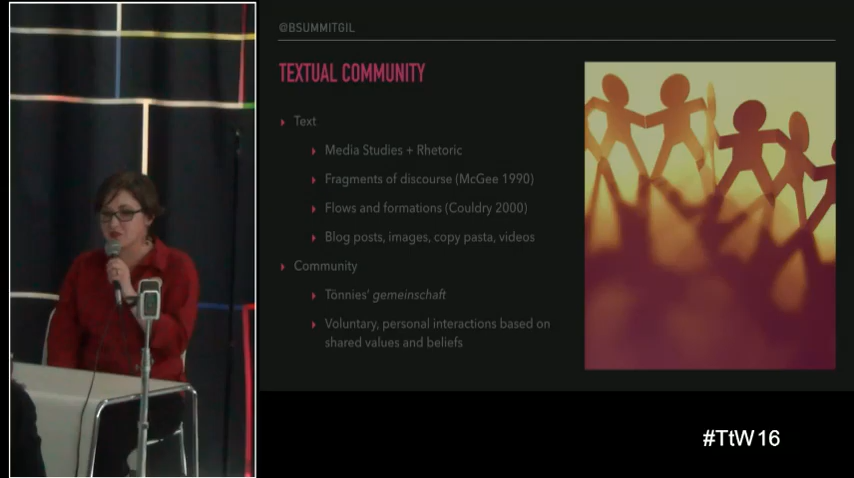 @BSUMMITGIL
TEXTUAL COMMUNITY
Text
Media Studies + Rhetoric
Fragments of discourse (McGee 1990)
Flows and formations (Couldry 2000)
Blog posts, images, copy pasta, videos
Community
Tönnies' gemeinschaft
Voluntary, personal interactions based on
shared values and beliefs
#TtW16